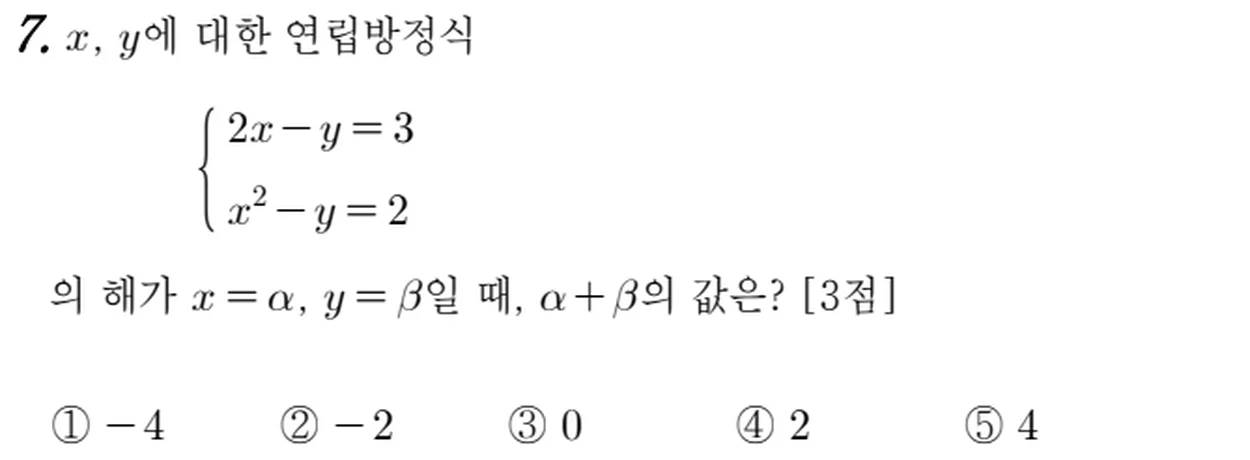 7. x, y에 대한 연립방정식
2x − y = 3
x² − y = 2
의 해가 x = α, y = β일 때, α + β의 값은? [3점]
① −4 ② −2 ③ 0 ④ 2 ⑤ 4